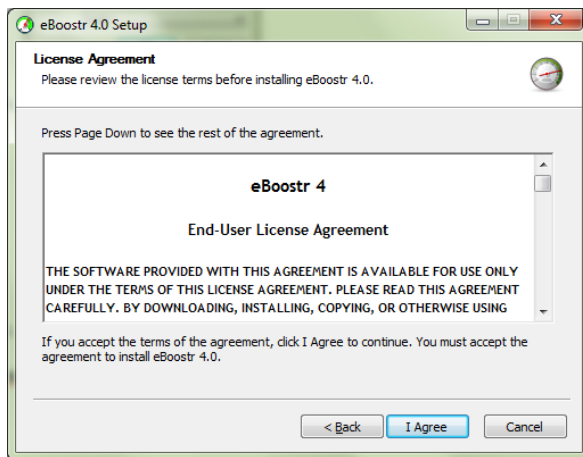 eBoostr 4.0 Setup
License Agreement
Please review the license terms before installing eBoostr 4.0.
Press Page Down to see the rest of the agreement.
eBoostr 4
End-User License Agreement
THE SOFTWARE PROVIDED WITH THIS AGREEMENT IS AVAILABLE FOR USE ONLY
UNDER THE TERMS OF THIS LICENSE AGREEMENT. PLEASE READ THIS AGREEMENT
CAREFULLY. BY DOWNLOADING, INSTALLING, COPYING, OR OTHERWISE USING
If you accept the terms of the agreement, click I Agree to continue. You must accept the
agreement to install eBoostr 4.0.
< Back
I Agree
Cancel